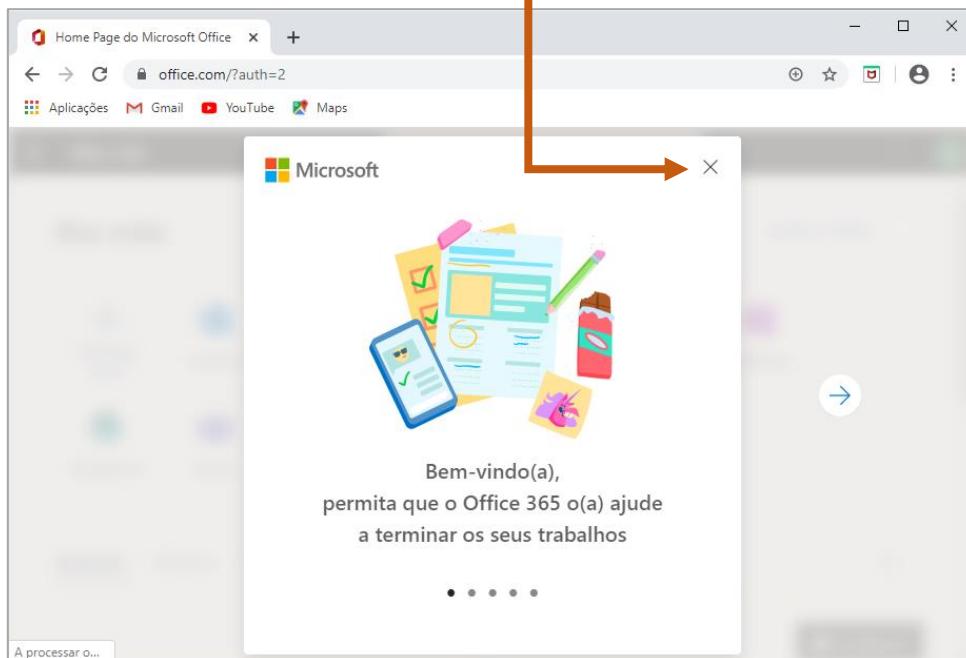 Home Page do Microsoft Office
office.com/?auth=2
Aplicações Gmail YouTube Maps
Microsoft
Bem-vindo(a),
permita que o Office 365 o(a) ajude
a terminar os seus trabalhos
A processar o...